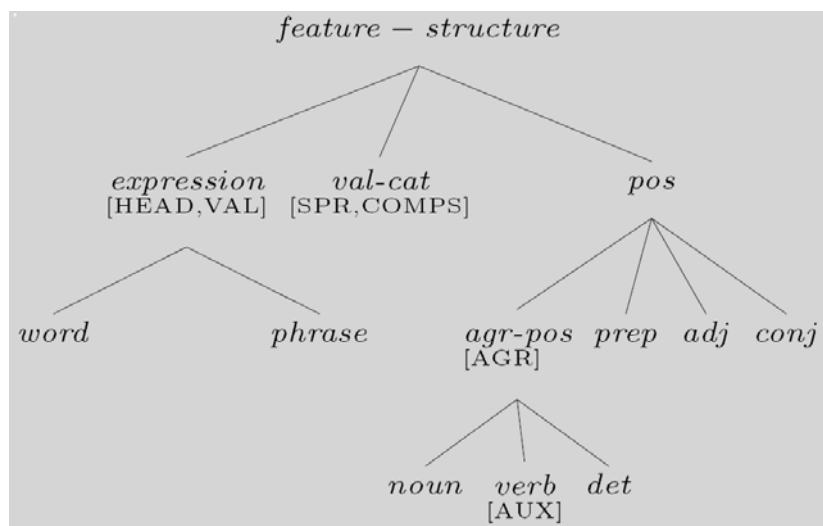 feature – structure
expression val-cat pos
[HEAD,VAL] [SPR,COMPS]
word phrase agr-pos prep adj conj
[AGR]
noun verb det
[AUX]